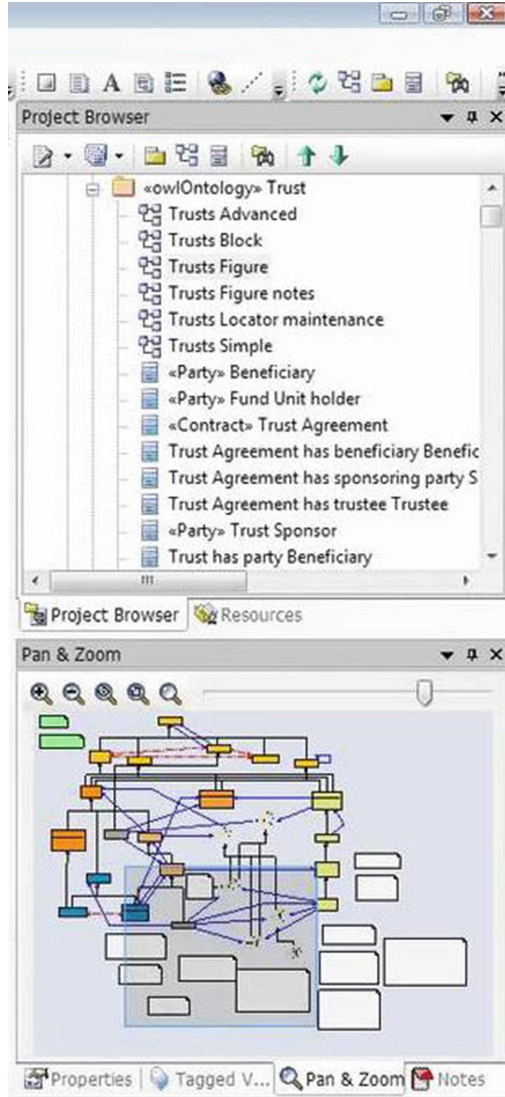 Project Browser
«owlOntology» Trust
Trusts Advanced
Trusts Block
Trusts Figure
Trusts Figure notes
Trusts Locator maintenance
Trusts Simple
«Party» Beneficiary
«Party» Fund Unit holder
«Contract» Trust Agreement
Trust Agreement has beneficiary Benefic
Trust Agreement has sponsoring party S
Trust Agreement has trustee Trustee
«Party» Trust Sponsor
Trust has party Beneficiary
Project Browser Resources
Pan & Zoom
Properties Tagged V... Pan & Zoom Notes